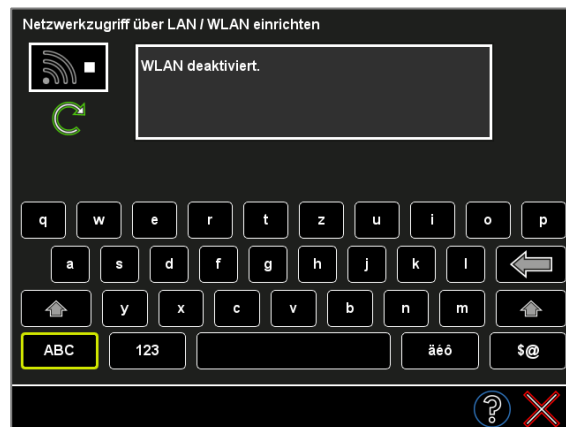 Netzwerkzugriff über LAN / WLAN einrichten
WLAN deaktiviert.
q w e r t z u i o p
a s d f g h j k l
y x c v b n m
ABC 123 äéô $@
?